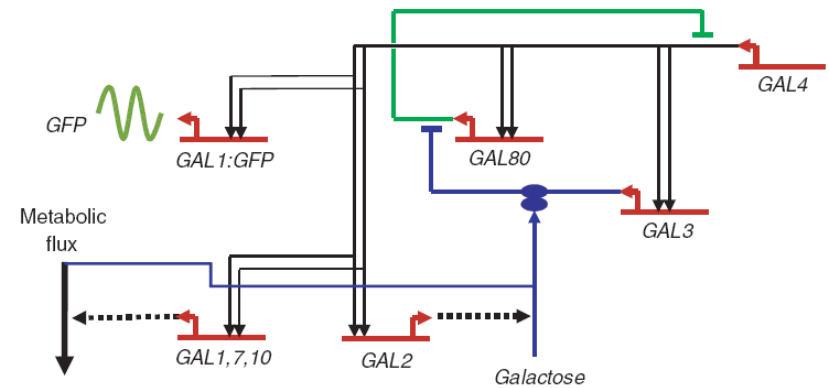 GAL4
GFP
GAL1:GFP
GAL80
Metabolic
flux
GAL3
GAL1,7,10
GAL2
Galactose